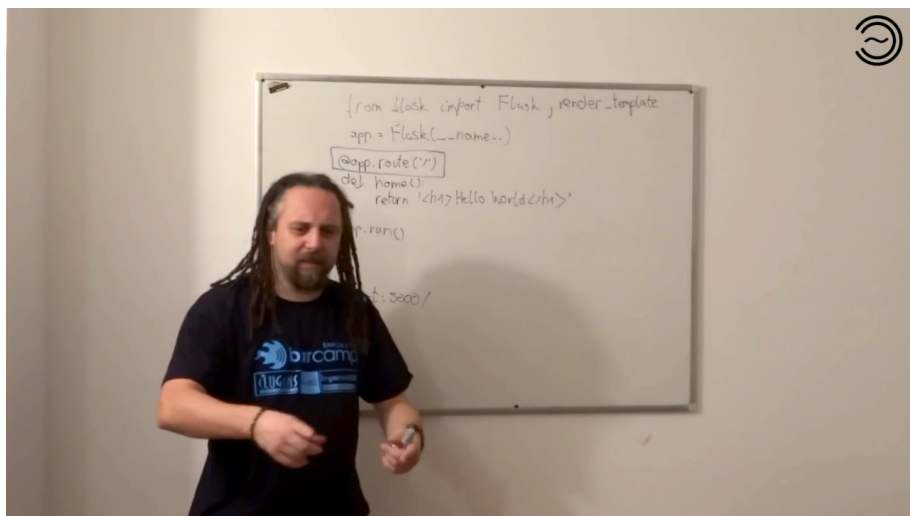 from flask import Flask, render_template
app = Flask(__name__)
@app.route('/')
def home():
return '<h1>Hello World</h1>'
p.run()
t:5000/
barcamp